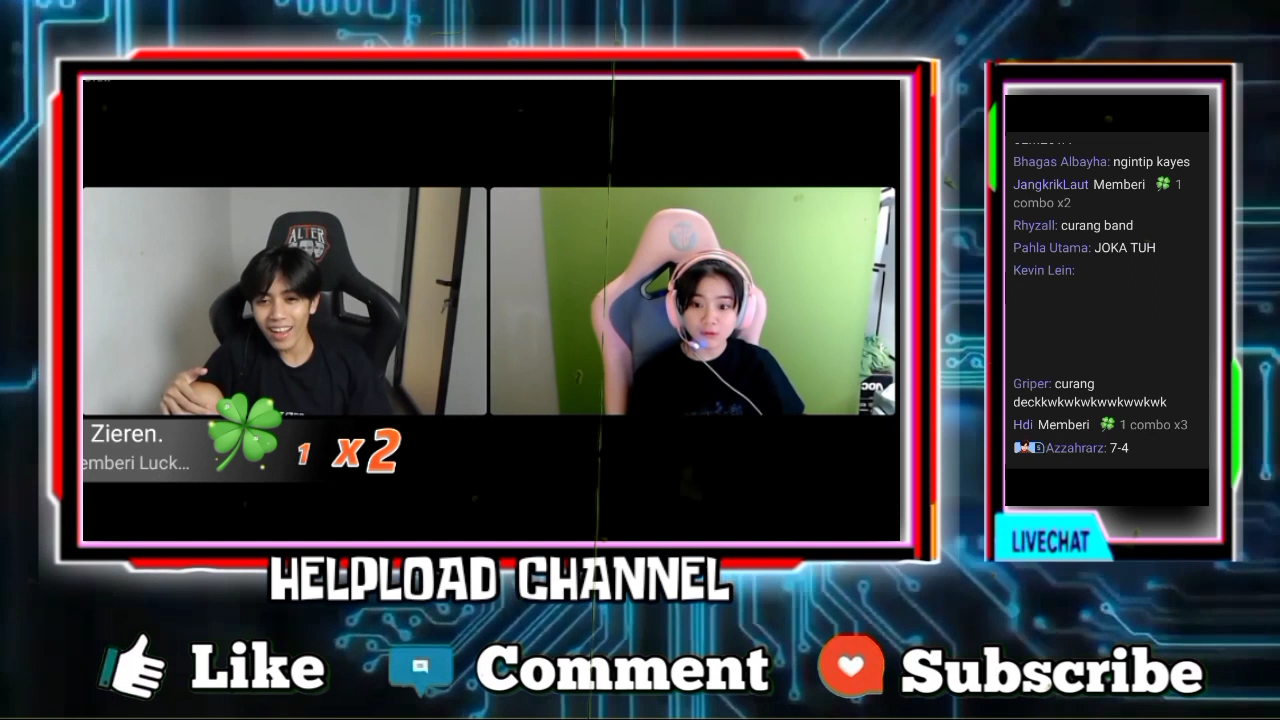 ALTER
Zieren.
emberi Luck...
1 x2
Bhagas Albayha: ngintip kayes
JangkrikLaut Memberi 1
combo x2
Rhyzall: curang band
Pahla Utama: JOKA TUH
Kevin Lein:
Griper: curang
deckkwkwkwkwwkwwkwk
Hdi Memberi 1 combo x3
Azzahrarz: 7-4
LIVECHAT
HELPLOAD CHANNEL
Like
Comment
Subscribe